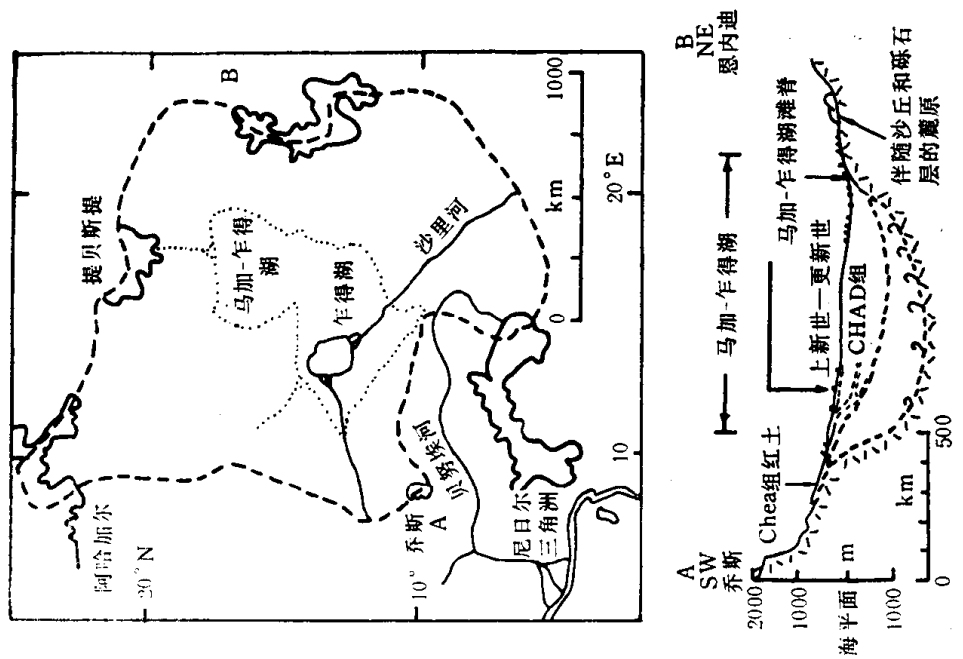 阿哈加尔
20°N
提贝斯提
B
马加-乍得
湖
乍得湖
沙里河
km
0
1000
乔斯
A
10°
贝努埃河
尼日尔
三角洲
10
20°E
A
SW
乔斯
B
NE
恩内迪
马加-乍得湖
Chea组红土
上新世—更新世
CHAD组
马加-乍得湖滩脊
伴随沙丘和砾石
层的麓原
2000
1000
m
海平面
1000
0
km
500